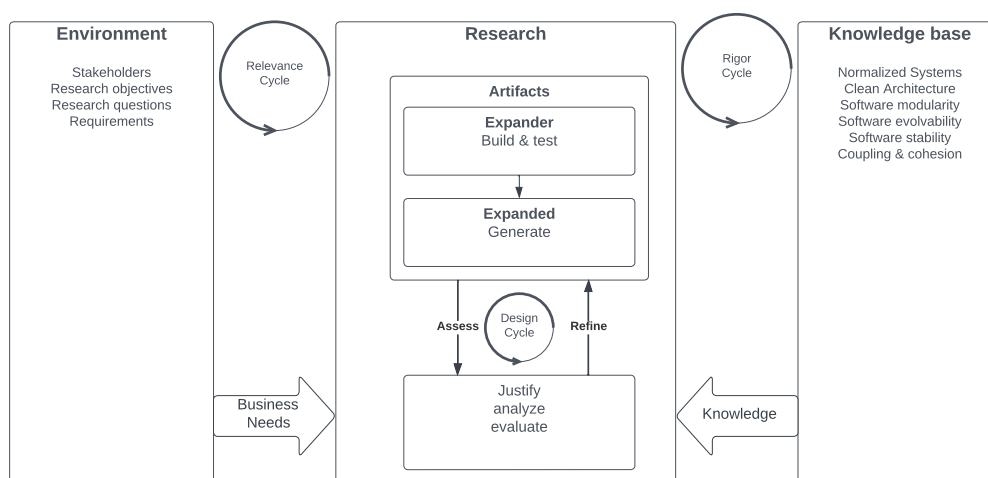 Environment
Stakeholders
Research objectives
Research questions
Requirements
Relevance
Cycle
Business
Needs
Research
Artifacts
Expander
Build & test
Expanded
Generate
Assess
Design
Cycle
Refine
Justify
analyze
evaluate
Rigor
Cycle
Knowledge
Knowledge base
Normalized Systems
Clean Architecture
Software modularity
Software evolvability
Software stability
Coupling & cohesion